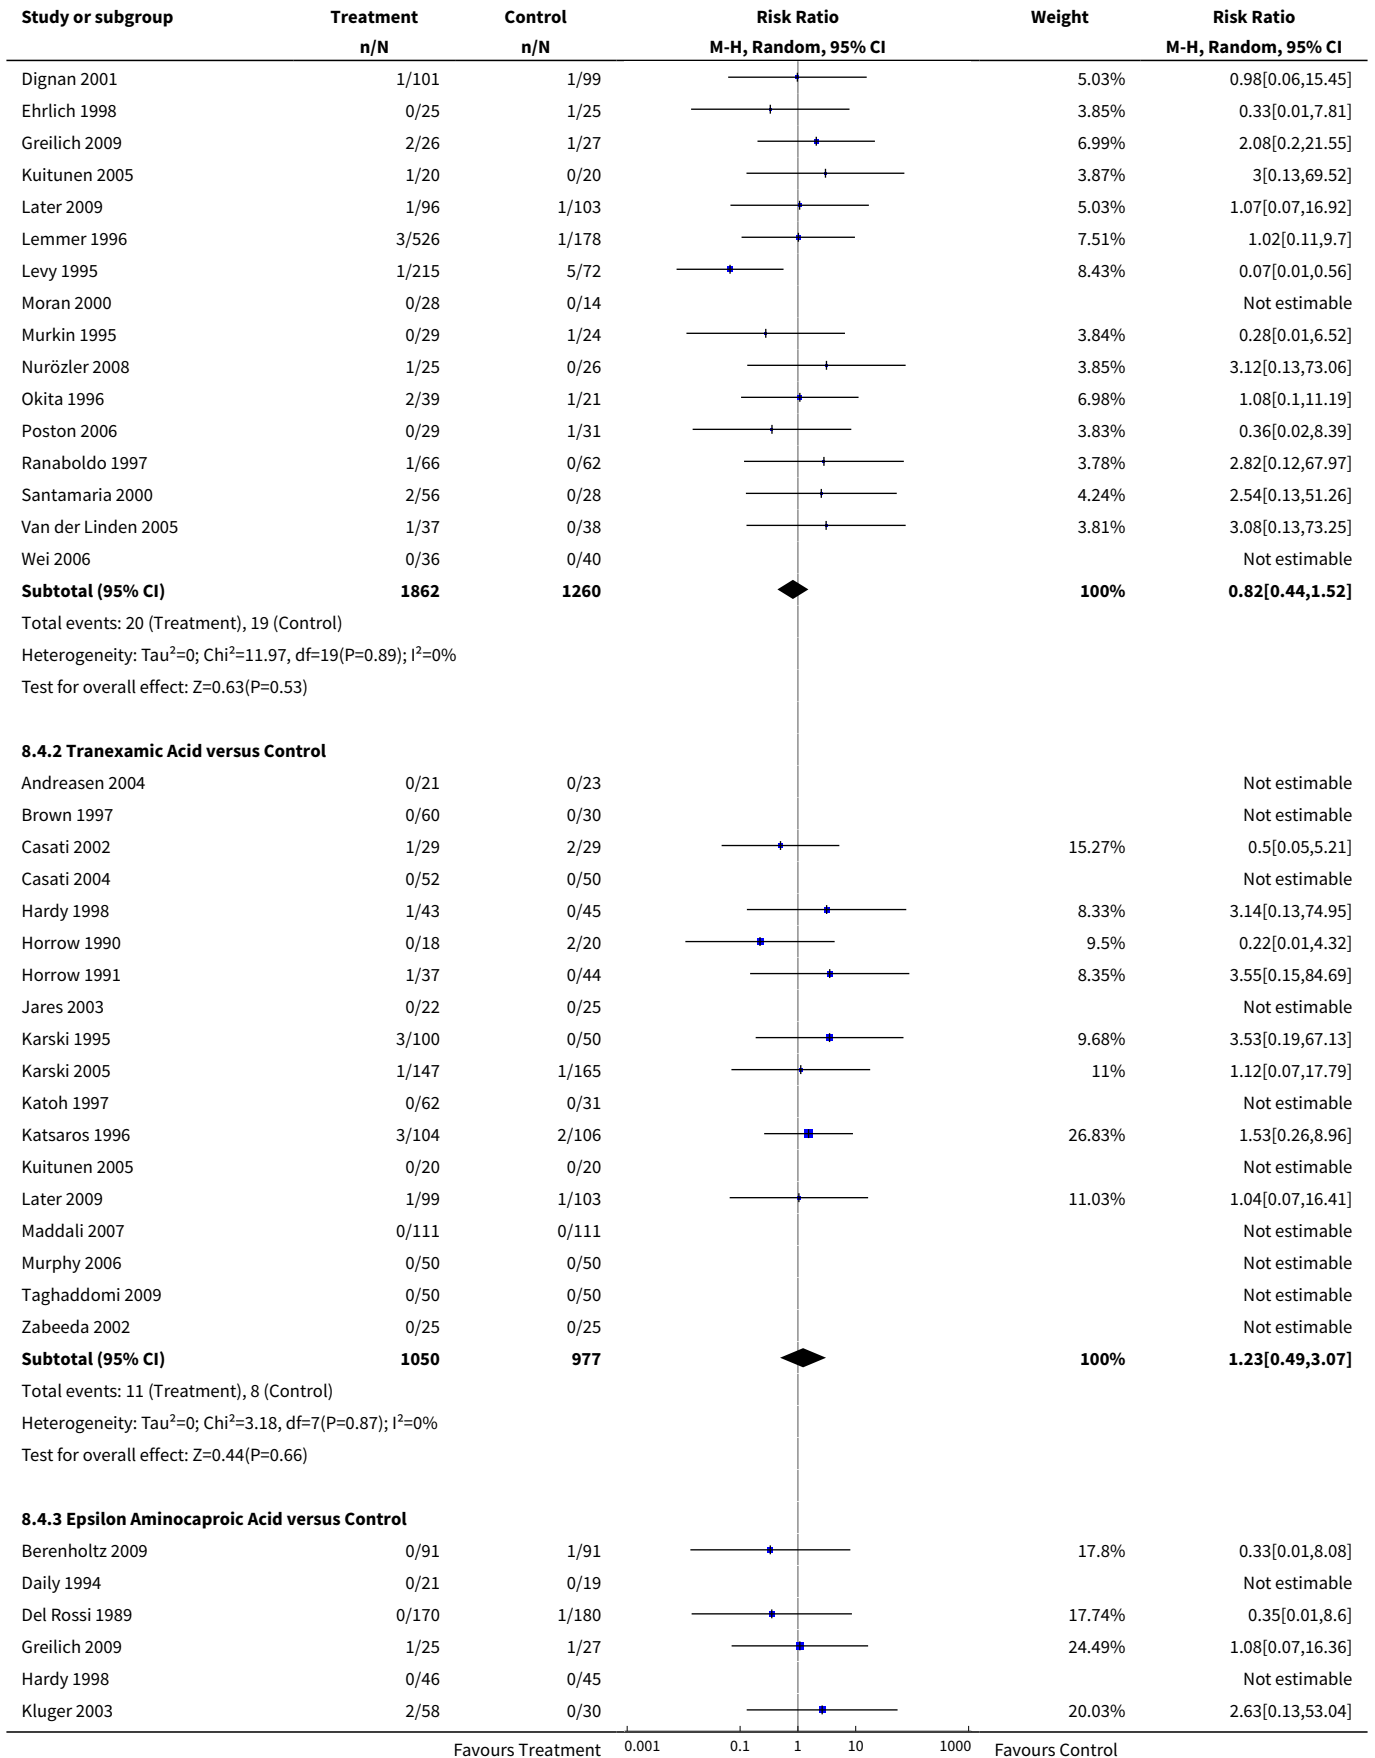 Study or subgroup Treatment Control Risk Ratio Weight Risk Ratio
n/N n/N M-H, Random, 95% CI M-H, Random, 95% CI
Dignan 2001 1/101 1/99 5.03% 0.98[0.06,15.45]
Ehrlich 1998 0/25 1/25 3.85% 0.33[0.01,7.81]
Greilich 2009 2/26 1/27 6.99% 2.08[0.2,21.55]
Kuitunen 2005 1/20 0/20 3.87% 3[0.13,69.52]
Later 2009 1/96 1/103 5.03% 1.07[0.07,16.92]
Lemmer 1996 3/526 1/178 7.51% 1.02[0.11,9.7]
Levy 1995 1/215 5/72 8.43% 0.07[0.01,0.56]
Moran 2000 0/28 0/14 Not estimable
Murkin 1995 0/29 1/24 3.84% 0.28[0.01,6.52]
Nurözler 2008 1/25 0/26 3.85% 3.12[0.13,73.06]
Okita 1996 2/39 1/21 6.98% 1.08[0.1,11.19]
Poston 2006 0/29 1/31 3.83% 0.36[0.02,8.39]
Ranaboldo 1997 1/66 0/62 3.78% 2.82[0.12,67.97]
Santamaria 2000 2/56 0/28 4.24% 2.54[0.13,51.26]
Van der Linden 2005 1/37 0/38 3.81% 3.08[0.13,73.25]
Wei 2006 0/36 0/40 Not estimable
Subtotal (95% CI) 1862 1260 100% 0.82[0.44,1.52]
Total events: 20 (Treatment), 19 (Control)
Heterogeneity: Tau²=0; Chi²=11.97, df=19(P=0.89); I²=0%
Test for overall effect: Z=0.63(P=0.53)
8.4.2 Tranexamic Acid versus Control
Andreasen 2004 0/21 0/23 Not estimable
Brown 1997 0/60 0/30 Not estimable
Casati 2002 1/29 2/29 15.27% 0.5[0.05,5.21]
Casati 2004 0/52 0/50 Not estimable
Hardy 1998 1/43 0/45 8.33% 3.14[0.13,74.95]
Horrow 1990 0/18 2/20 9.5% 0.22[0.01,4.32]
Horrow 1991 1/37 0/44 8.35% 3.55[0.15,84.69]
Jares 2003 0/22 0/25 Not estimable
Karski 1995 3/100 0/50 9.68% 3.53[0.19,67.13]
Karski 2005 1/147 1/165 11% 1.12[0.07,17.79]
Katoh 1997 0/62 0/31 Not estimable
Katsaros 1996 3/104 2/106 26.83% 1.53[0.26,8.96]
Kuitunen 2005 0/20 0/20 Not estimable
Later 2009 1/99 1/103 11.03% 1.04[0.07,16.41]
Maddali 2007 0/111 0/111 Not estimable
Murphy 2006 0/50 0/50 Not estimable
Taghaddomi 2009 0/50 0/50 Not estimable
Zabeeda 2002 0/25 0/25 Not estimable
Subtotal (95% CI) 1050 977 100% 1.23[0.49,3.07]
Total events: 11 (Treatment), 8 (Control)
Heterogeneity: Tau²=0; Chi²=3.18, df=7(P=0.87); I²=0%
Test for overall effect: Z=0.44(P=0.66)
8.4.3 Epsilon Aminocaproic Acid versus Control
Berenholtz 2009 0/91 1/91 17.8% 0.33[0.01,8.08]
Daily 1994 0/21 0/19 Not estimable
Del Rossi 1989 0/170 1/180 17.74% 0.35[0.01,8.6]
Greilich 2009 1/25 1/27 24.49% 1.08[0.07,16.36]
Hardy 1998 0/46 0/45 Not estimable
Kluger 2003 2/58 0/30 20.03% 2.63[0.13,53.04]
Favours Treatment 0.001 0.1 1 10 1000 Favours Control